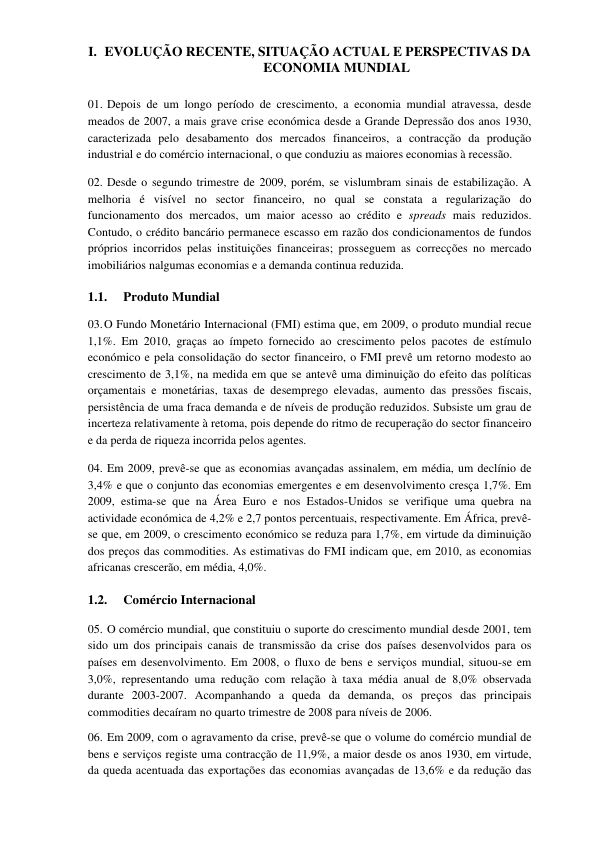 I. EVOLUÇÃO RECENTE, SITUAÇÃO ACTUAL E PERSPECTIVAS DA
ECONOMIA MUNDIAL
01. Depois de um longo período de crescimento, a economia mundial atravessa, desde
meados de 2007, a mais grave crise económica desde a Grande Depressão dos anos 1930,
caracterizada pelo desabamento dos mercados financeiros, a contracção da produção
industrial e do comércio internacional, o que conduziu as maiores economias à recessão.
02. Desde o segundo trimestre de 2009, porém, se vislumbram sinais de estabilização. A
melhoria é visível no sector financeiro, no qual se constata a regularização do
funcionamento dos mercados, um maior acesso ao crédito e spreads mais reduzidos.
Contudo, o crédito bancário permanece escasso em razão dos condicionamentos de fundos
próprios incorridos pelas instituições financeiras; prosseguem as correcções no mercado
imobiliários nalgumas economias e a demanda continua reduzida.
1.1. Produto Mundial
03. O Fundo Monetário Internacional (FMI) estima que, em 2009, o produto mundial recue
1,1%. Em 2010, graças ao ímpeto fornecido ao crescimento pelos pacotes de estímulo
económico e pela consolidação do sector financeiro, o FMI prevê um retorno modesto ao
crescimento de 3,1%, na medida em que se antevê uma diminuição do efeito das políticas
orçamentais e monetárias, taxas de desemprego elevadas, aumento das pressões fiscais,
persistência de uma fraca demanda e de níveis de produção reduzidos. Subsiste um grau de
incerteza relativamente à retoma, pois depende do ritmo de recuperação do sector financeiro
e da perda de riqueza incorrida pelos agentes.
04. Em 2009, prevê-se que as economias avançadas assinalem, em média, um declínio de
3,4% e que o conjunto das economias emergentes e em desenvolvimento cresça 1,7%. Em
2009, estima-se que na Área Euro e nos Estados-Unidos se verifique uma quebra na
actividade económica de 4,2% e 2,7 pontos percentuais, respectivamente. Em África, prevê-
se que, em 2009, o crescimento económico se reduza para 1,7%, em virtude da diminuição
dos preços das commodities. As estimativas do FMI indicam que, em 2010, as economias
africanas crescerão, em média, 4,0%.
1.2. Comércio Internacional
05. O comércio mundial, que constituiu o suporte do crescimento mundial desde 2001, tem
sido um dos principais canais de transmissão da crise dos países desenvolvidos para os
países em desenvolvimento. Em 2008, o fluxo de bens e serviços mundial, situou-se em
3,0%, representando uma redução com relação à taxa média anual de 8,0% observada
durante 2003-2007. Acompanhando a queda da demanda, os preços das principais
commodities decaíram no quarto trimestre de 2008 para níveis de 2006.
06. Em 2009, com o agravamento da crise, prevê-se que o volume do comércio mundial de
bens e serviços registe uma contracção de 11,9%, a maior desde os anos 1930, em virtude,
da queda acentuada das exportações das economias avançadas de 13,6% e da redução das